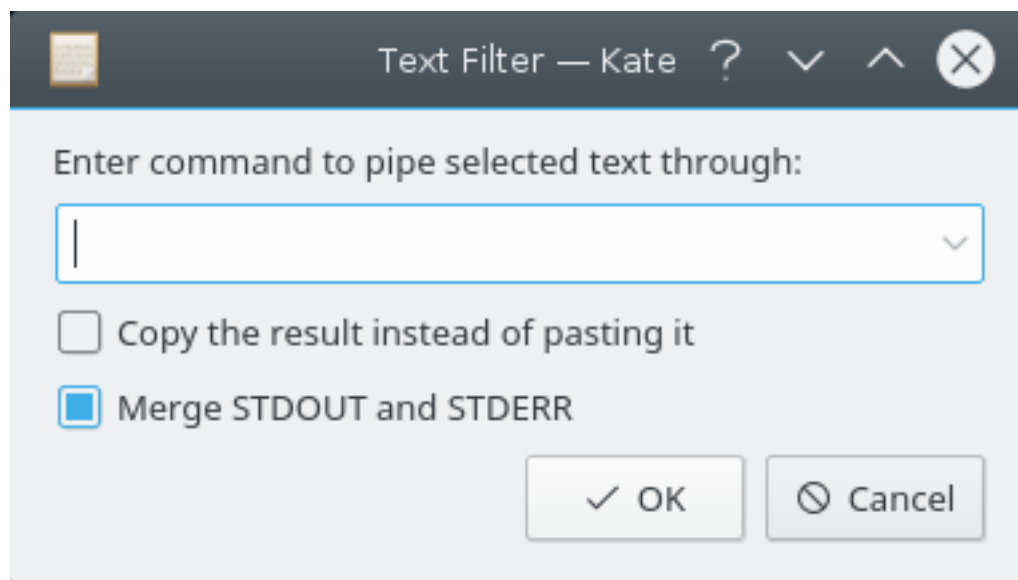 Text Filter — Kate
Enter command to pipe selected text through:
Copy the result instead of pasting it
Merge STDOUT and STDERR
OK
Cancel